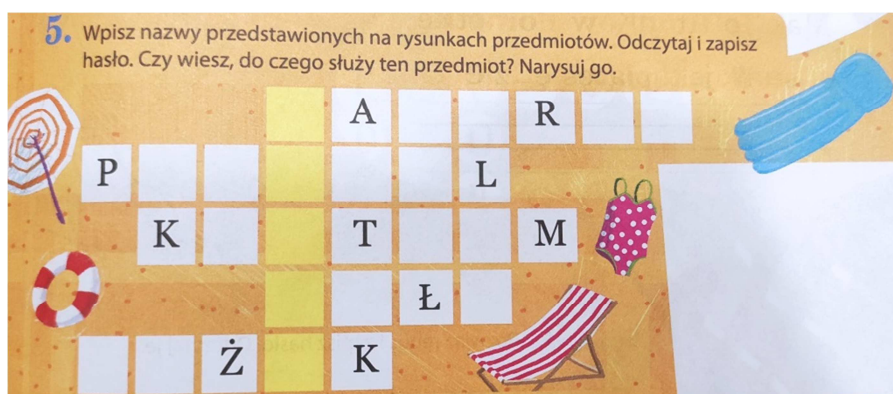 5. Wpisz nazwy przedstawionych na rysunkach przedmiotów. Odczytaj i zapisz
hasło. Czy wiesz, do czego służy ten przedmiot? Narysuj go.
A R
P L
K T M
Ł
Ż K